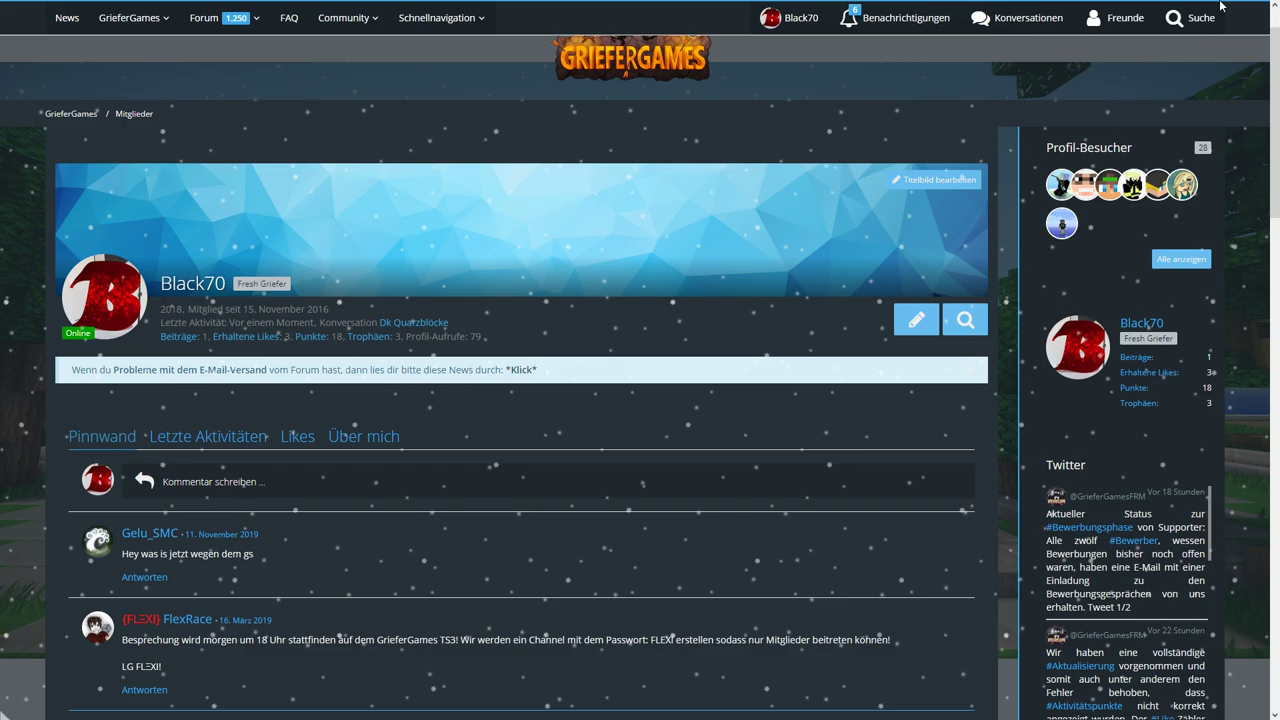 News GrieferGames Forum 1.250 FAQ Community Schnellnavigation Black70 6 Benachrichtigungen Konversationen Freunde Suche
GRIEFERGAMES
GrieferGames / Mitglieder
Titelbild bearbeiten
Black70 Fresh Griefer
2018, Mitglied seit 15. November 2016
Letzte Aktivität: Vor einem Moment, Konversation Dk Quarzblöcke
Online
Beiträge: 1, Erhaltene Likes: 3, Punkte: 18, Trophäen: 3, Profil-Aufrufe: 79
Wenn du Probleme mit dem E-Mail-Versand vom Forum hast, dann lies dir bitte diese News durch: *Klick*
Pinnwand Letzte Aktivitäten Likes Über mich
Kommentar schreiben ...
Gelu_SMC · 11. November 2019
Hey was is jetzt wegen dem gs
Antworten
{FLΞXI} FlexRace · 16. März 2019
Besprechung wird morgen um 18 Uhr stattfinden auf dem GrieferGames TS3! Wir werden ein Channel mit dem Passwort: FLEXI erstellen sodass nur Mitglieder beitreten können!
LG FLΞXI!
Antworten
Profil-Besucher 28
Alle anzeigen
Black70
Fresh Griefer
Beiträge: 1
Erhaltene Likes: 3
Punkte: 18
Trophäen: 3
Twitter
@GrieferGamesFRM Vor 18 Stunden
Aktueller Status zur
#Bewerbungsphase von Supporter:
Alle zwölf #Bewerber, wessen
Bewerbungen bisher noch offen
waren, haben eine E-Mail mit einer
Einladung zu den
Bewerbungsgesprächen von uns
erhalten. Tweet 1/2
@GrieferGamesFRM Vor 22 Stunden
Wir haben eine vollständige
#Aktualisierung vorgenommen und
somit auch unter anderem den
Fehler behoben, dass
#Aktivitätspunkte nicht korrekt
angezeigt wurden. Der #Like Zähler